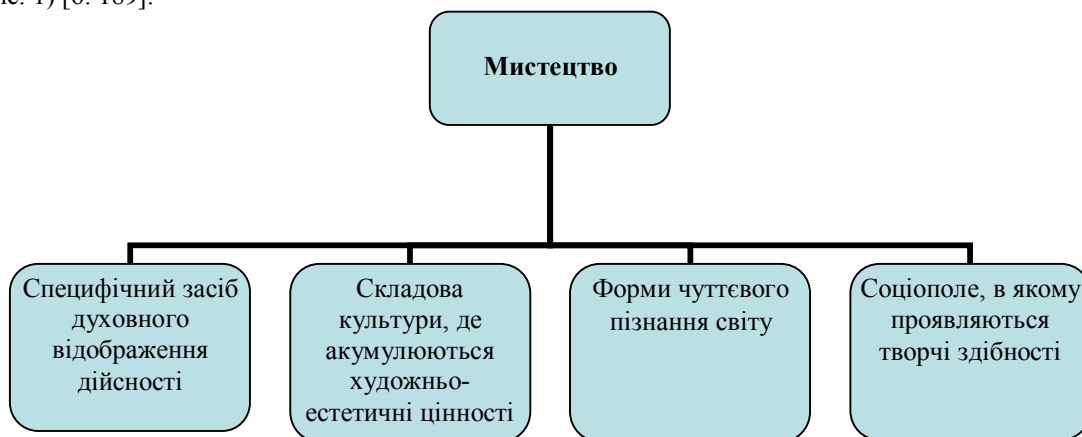 1) [6. 189].
Мистецтво
Специфічний засіб
духовного
відображення
дійсності
Складова
культури, де
акумулюються
художньо-
естетичні цінності
Форми чуттєвого
пізнання світу
Соціополе, в якому
проявляються
творчі здібності